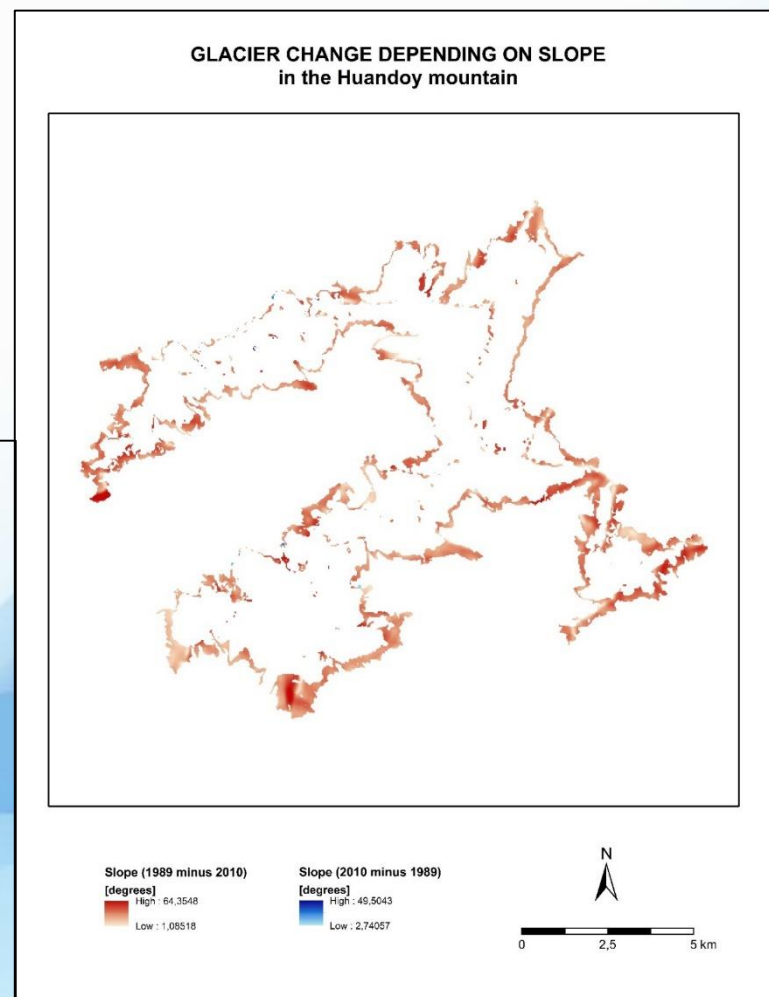 GLACIER CHANGE DEPENDING ON SLOPE
in the Huandoy mountain
Slope (1989 minus 2010)
[degrees]
High : 64,3548
Low : 1,08518
Slope (2010 minus 1989)
[degrees]
High : 49,5043
Low : 2,74057
N
0 2,5 5 km